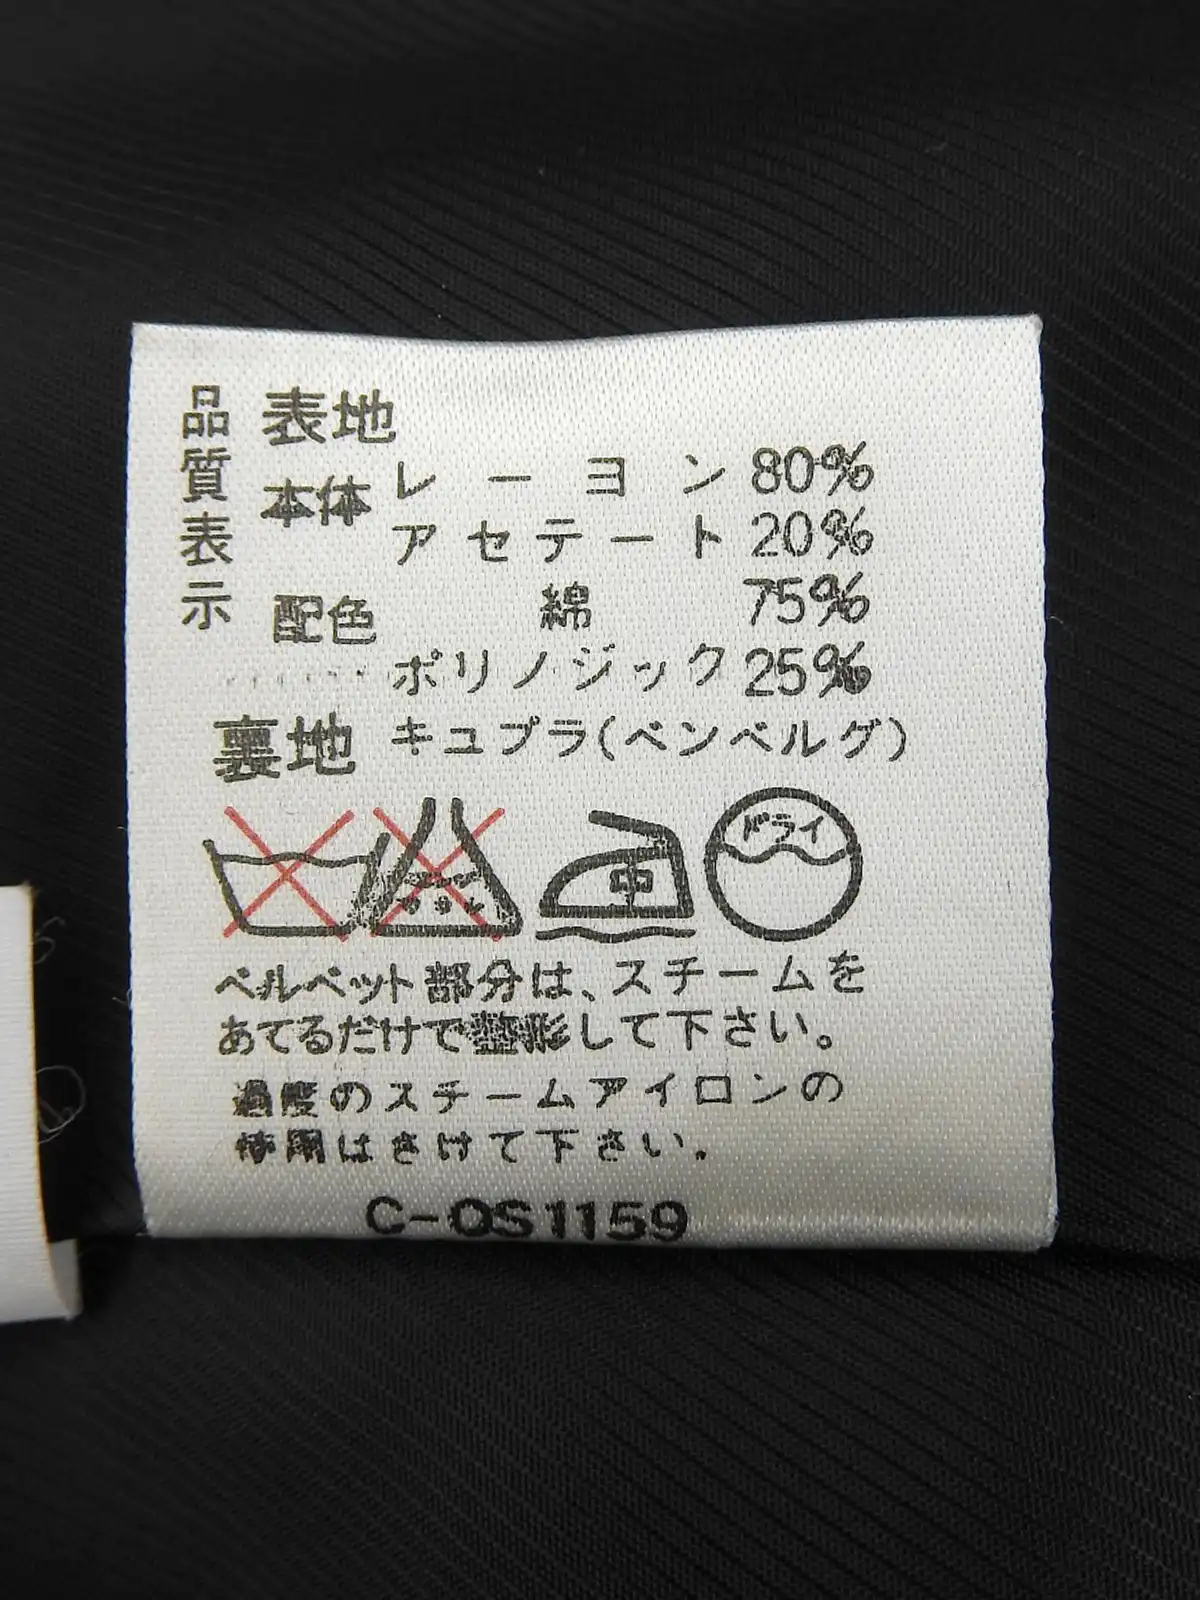 品質表示
表地
本体 レーヨン 80%
アセテート 20%
配色 綿 75%
ポリノジック 25%
裏地 キュプラ(ベンベルグ)
中
ドライ
ベルベット部分は、スチームを
あてるだけで整形して下さい。
過度のスチームアイロンの
使用はさけて下さい。
C-OS1159